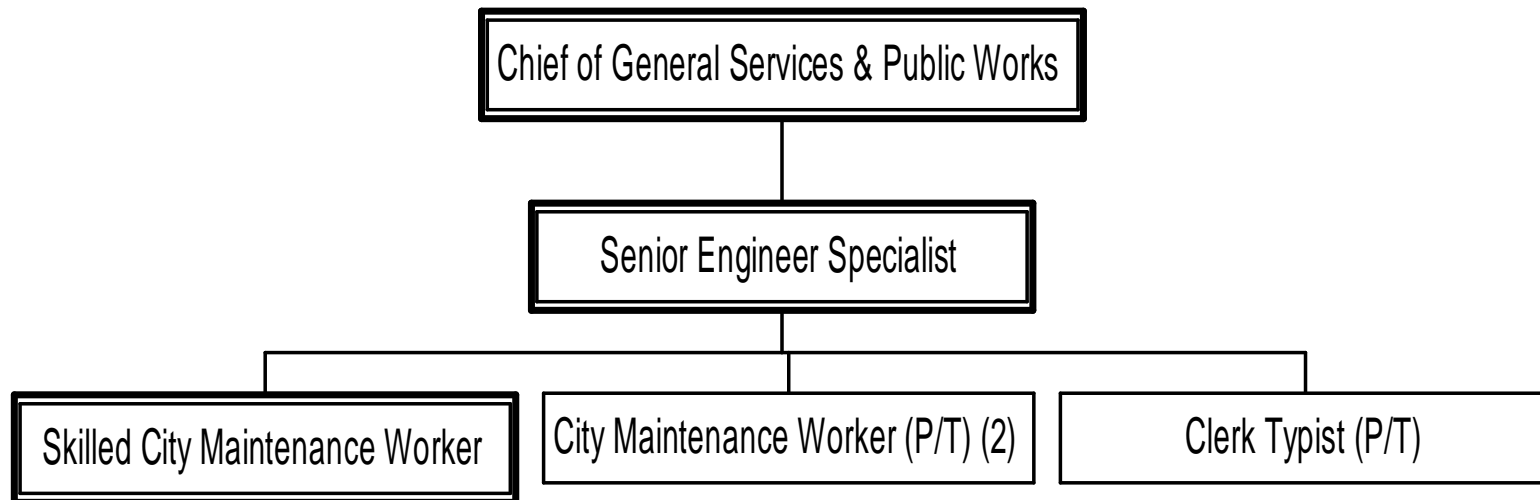 Chief of General Services & Public Works
Senior Engineer Specialist
Skilled City Maintenance Worker
City Maintenance Worker (P/T) (2)
Clerk Typist (P/T)